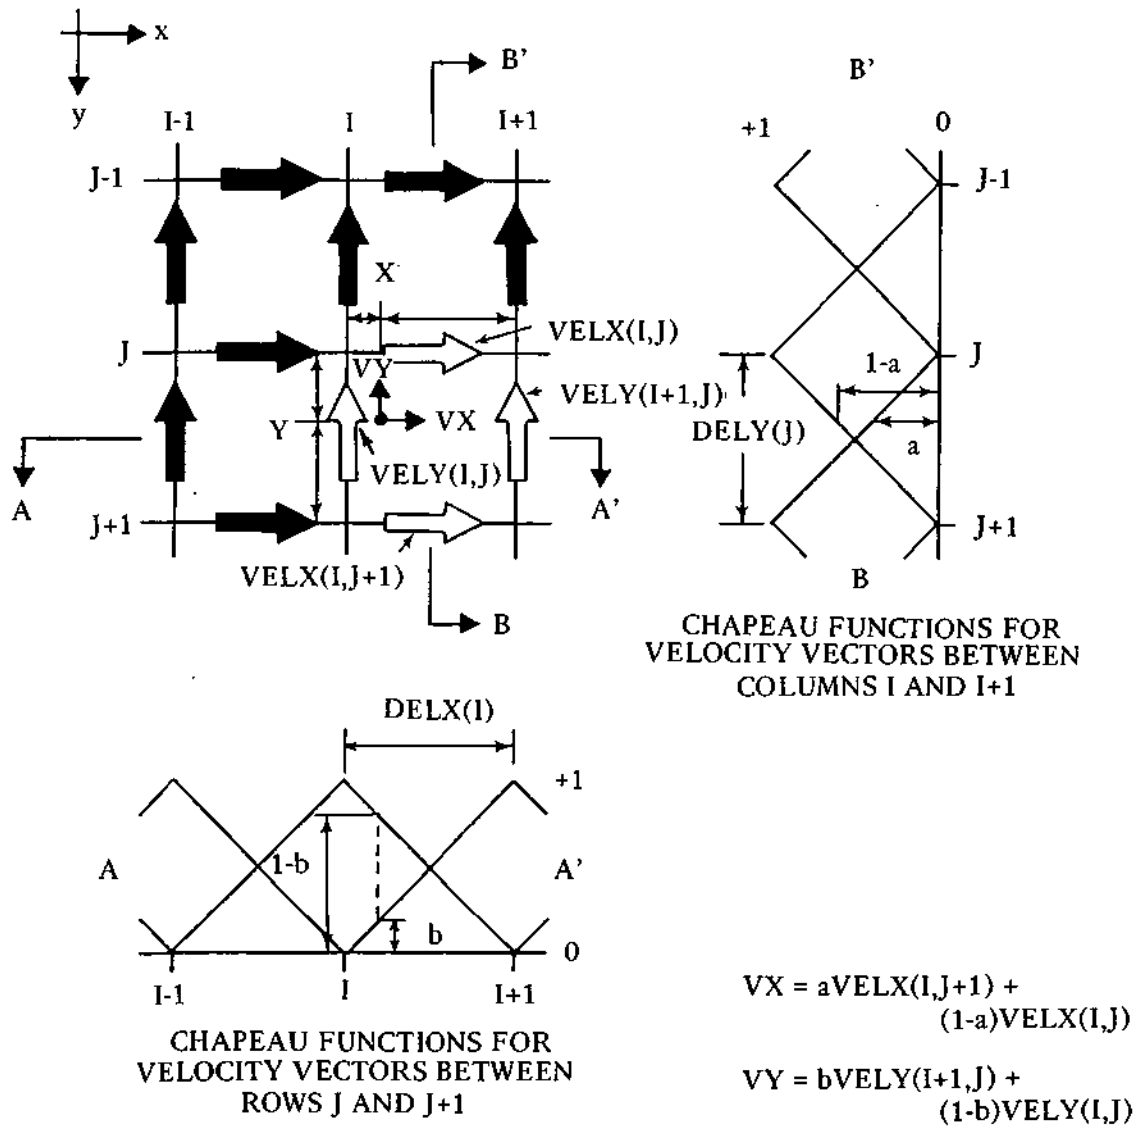 x
y
B'
I-1
I
I+1
J-1
X
J
VELX(I,J)
VY
VELY(I+1,J)
Y
VX
VELY(I,J)
A
A'
J+1
VELX(I,J+1)
B
B'
+1
0
J-1
J
1-a
DELY(J)
a
J+1
B
CHAPEAU FUNCTIONS FOR
VELOCITY VECTORS BETWEEN
COLUMNS I AND I+1
DELX(I)
+1
A
1-b
A'
b
0
I-1
I
I+1
CHAPEAU FUNCTIONS FOR
VELOCITY VECTORS BETWEEN
ROWS J AND J+1
VX = aVELX(I,J+1) +
(1-a)VELX(I,J)
VY = bVELY(I+1,J) +
(1-b)VELY(I,J)